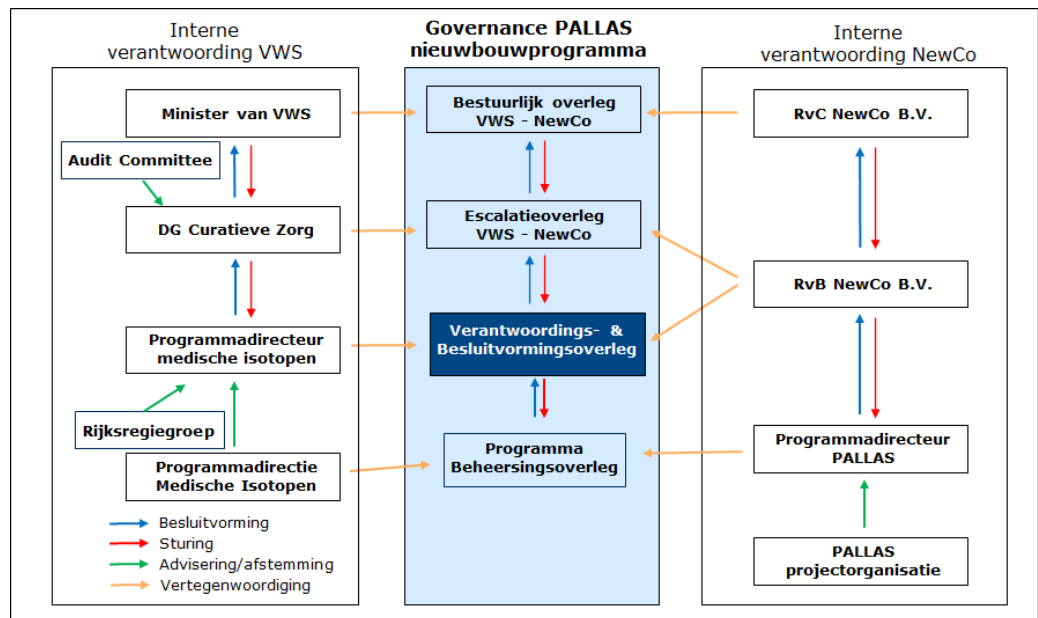 Interne
verantwoording VWS
Minister van VWS
Audit Committee
DG Curatieve Zorg
Programmadirecteur
medische isotopen
Rijksregiegroep
Programmadirectie
Medische Isotopen
Besluitvorming
Sturing
Advisering/afstemming
Vertegenwoordiging
Governance PALLAS
nieuwbouwprogramma
Bestuurlijk overleg
VWS - NewCo
Escalatieoverleg
VWS - NewCo
Verantwoordings- &
Besluitvormingsoverleg
Programma
Beheersingsoverleg
Interne
verantwoording NewCo
RvC NewCo B.V.
RvB NewCo B.V.
Programmadirecteur
PALLAS
PALLAS
projectorganisatie